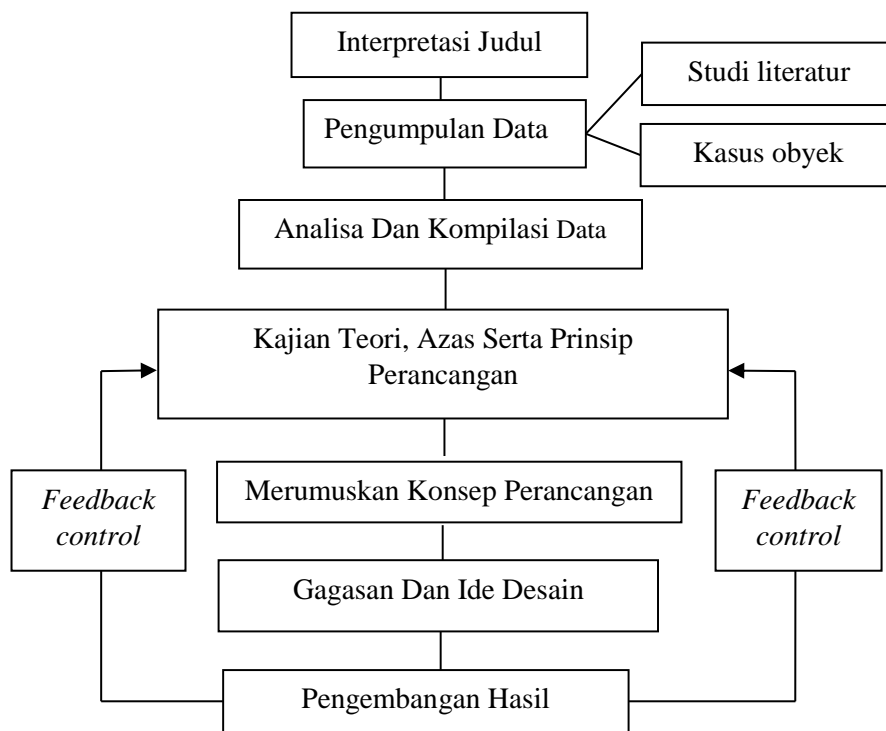 Interpretasi Judul
Studi literatur
Pengumpulan Data
Kasus obyek
Analisa Dan Kompilasi Data
Kajian Teori, Azas Serta Prinsip
Perancangan
Feedback
control
Merumuskan Konsep Perancangan
Feedback
control
Gagasan Dan Ide Desain
Pengembangan Hasil